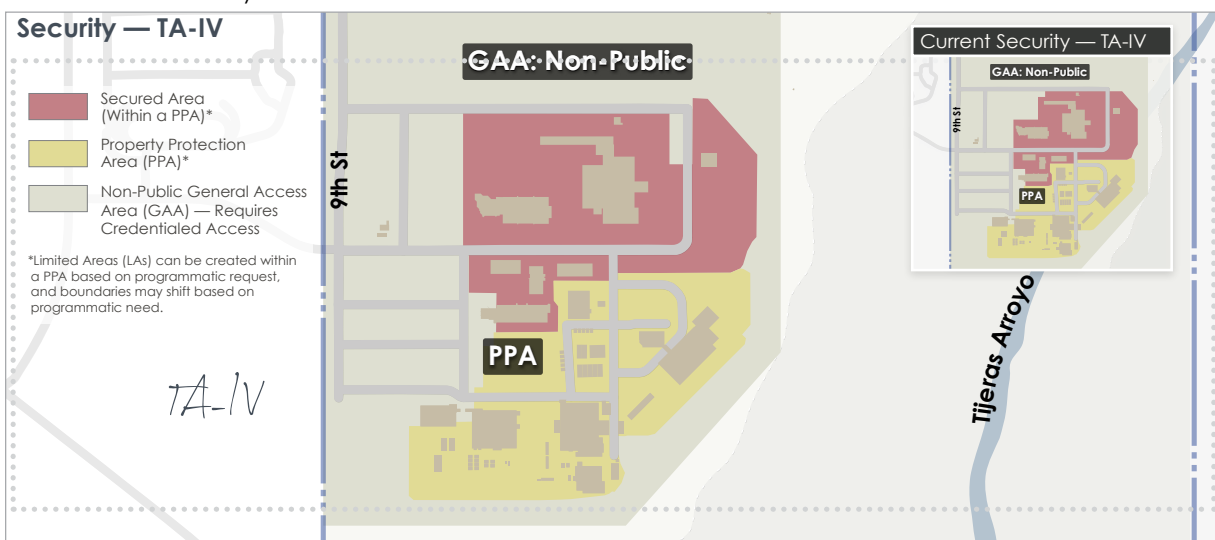 Security — TA-IV
Secured Area
(Within a PPA)*
Property Protection
Area (PPA)*
Non-Public General Access
Area (GAA) — Requires
Credentialed Access
*Limited Areas (LAs) can be created within
a PPA based on programmatic request,
and boundaries may shift based on
programmatic need.
TA-IV
GAA: Non-Public
9th St
PPA
Current Security — TA-IV
GAA: Non-Public
9th St
PPA
Tijeras Arroyo